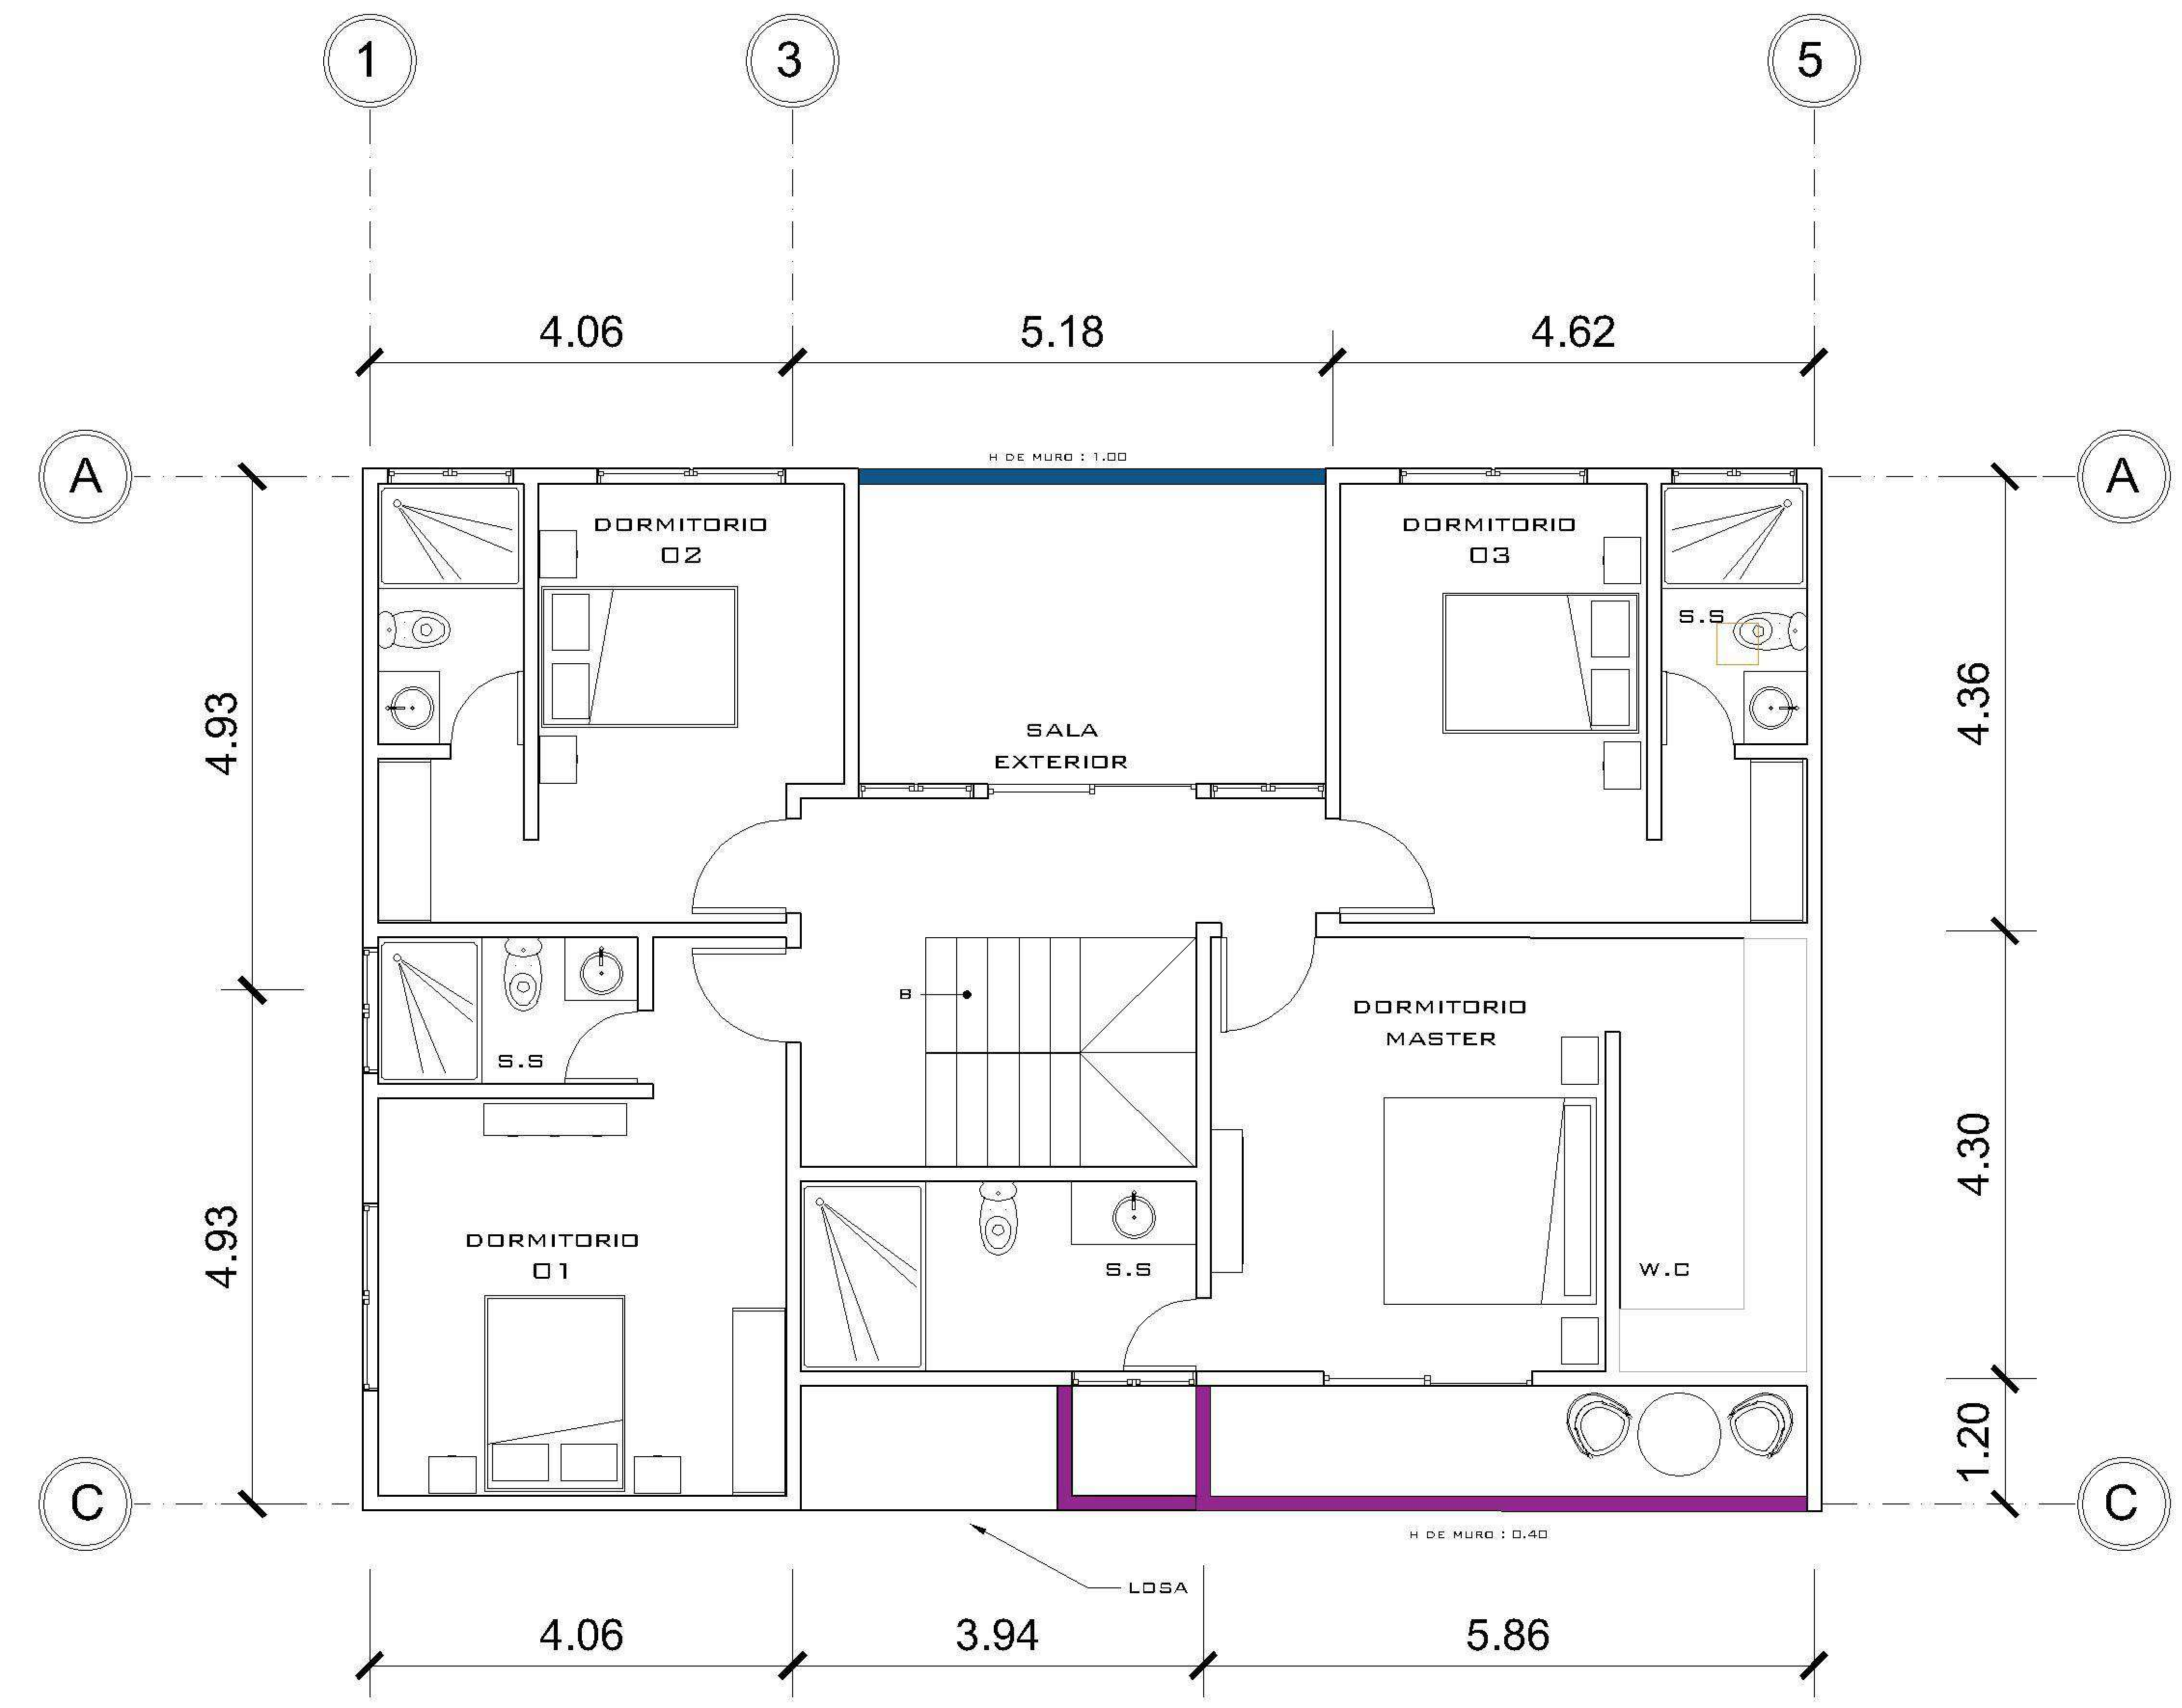 1
3
5
4.06
5.18
4.62
H DE MURO : 1.00
A
A
DORMITORIO
02
DORMITORIO
03
S.S
4.93
4.36
SALA
EXTERIOR
B
DORMITORIO
MASTER
S.S
4.93
4.30
DORMITORIO
01
S.S
W.C
1.20
C
C
H DE MURO : 0.40
LOSA
4.06
3.94
5.86